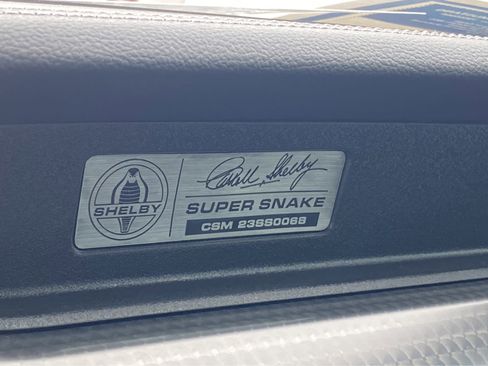 SHELBY
Carroll Shelby
SUPER SNAKE
CSM 23SS0068